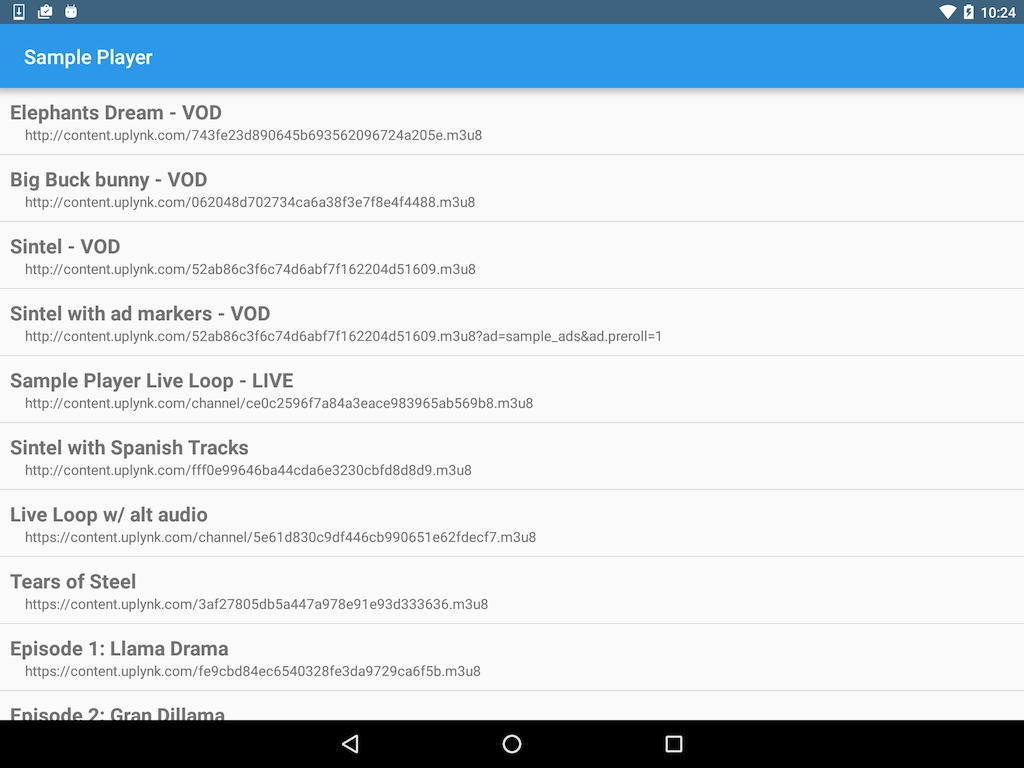 10:24
Sample Player
Elephants Dream - VOD
http://content.uplynk.com/743fe23d890645b693562096724a205e.m3u8
Big Buck bunny - VOD
http://content.uplynk.com/062048d702734ca6a38f3e7f8e4f4488.m3u8
Sintel - VOD
http://content.uplynk.com/52ab86c3f6c74d6abf7f162204d51609.m3u8
Sintel with ad markers - VOD
http://content.uplynk.com/52ab86c3f6c74d6abf7f162204d51609.m3u8?ad=sample_ads&ad.preroll=1
Sample Player Live Loop - LIVE
http://content.uplynk.com/channel/ce0c2596f7a84a3eace983965ab569b8.m3u8
Sintel with Spanish Tracks
http://content.uplynk.com/fff0e99646ba44cda6e3230cbfd8d8d9.m3u8
Live Loop w/ alt audio
https://content.uplynk.com/channel/5e61d830c9df446cb990651e62fdecf7.m3u8
Tears of Steel
https://content.uplynk.com/3af27805db5a447a978e91e93d333636.m3u8
Episode 1: Llama Drama
https://content.uplynk.com/fe9cbd84ec6540328fe3da9729ca6f5b.m3u8
Episode 2: Gran Dillama